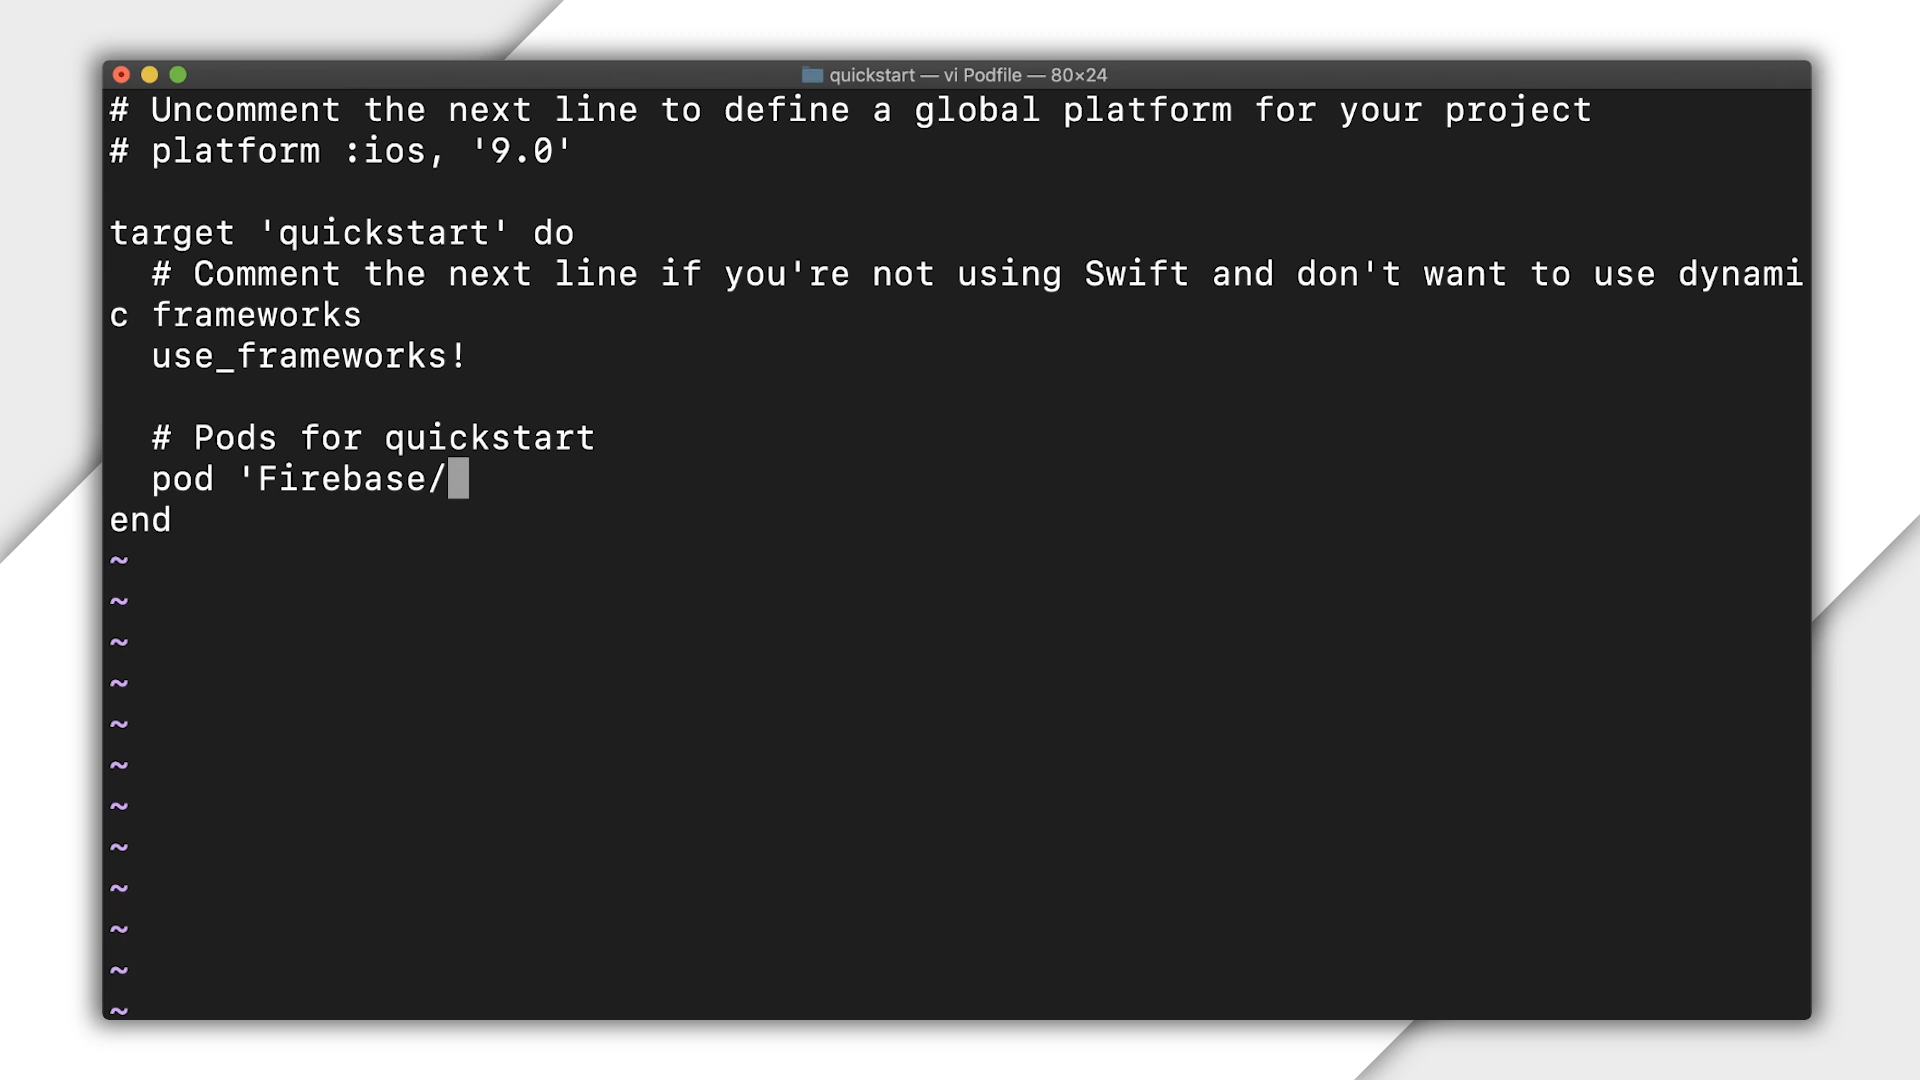 quickstart — vi Podfile — 80×24
# Uncomment the next line to define a global platform for your project
# platform :ios, '9.0'
target 'quickstart' do
  # Comment the next line if you're not using Swift and don't want to use dynami
c frameworks
  use_frameworks!
  # Pods for quickstart
  pod 'Firebase/
end
~
~
~
~
~
~
~
~
~
~
~
~